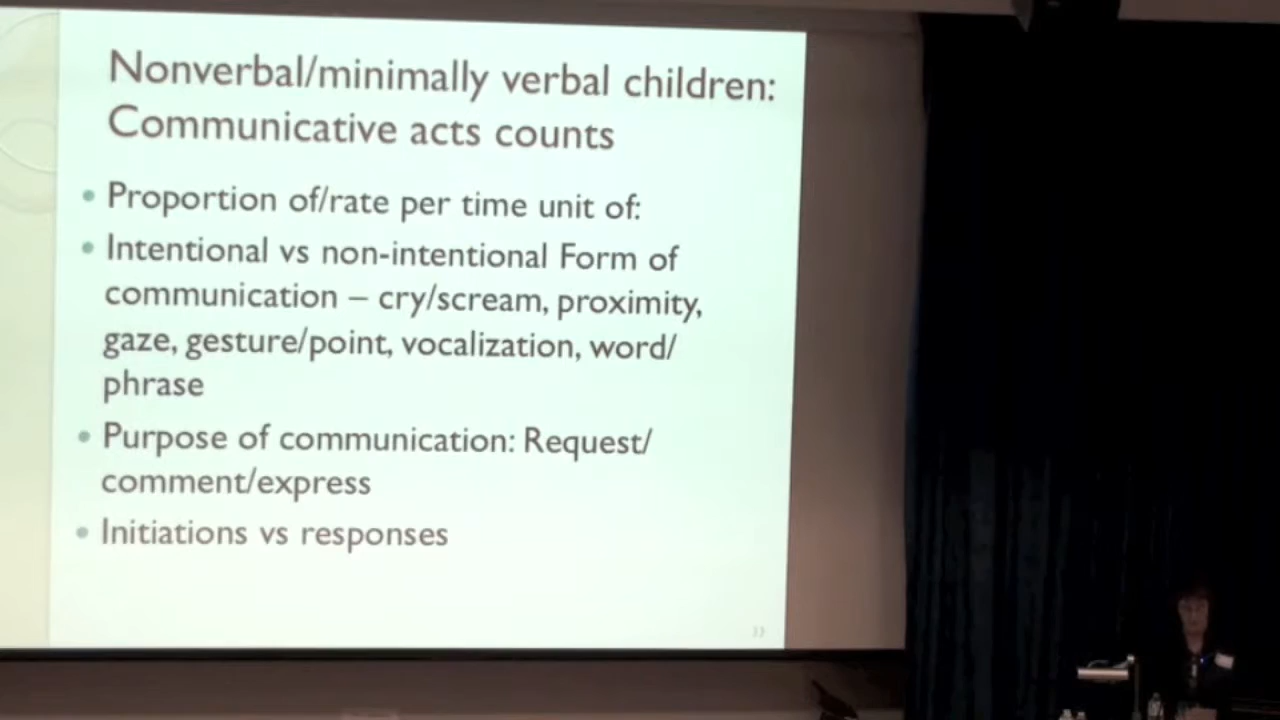 Nonverbal/minimally verbal children:
Communicative acts counts
• Proportion of/rate per time unit of:
• Intentional vs non-intentional Form of
communication – cry/scream, proximity,
gaze, gesture/point, vocalization, word/
phrase
• Purpose of communication: Request/
comment/express
• Initiations vs responses